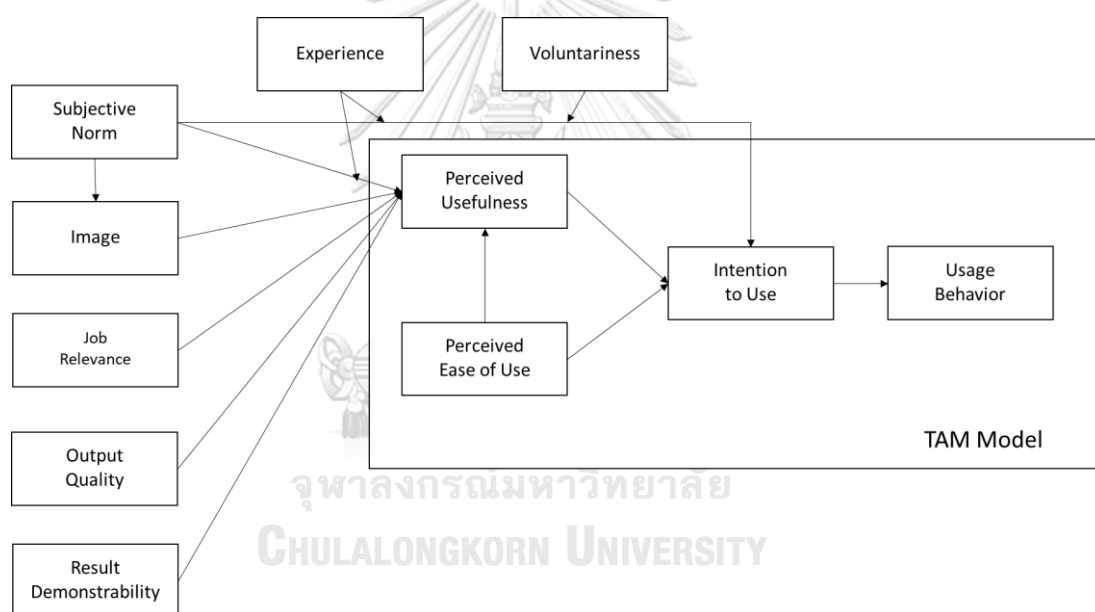 Experience
Voluntariness
Subjective
Norm
Perceived
Usefulness
Image
Intention
to Use
Usage
Behavior
Job
Relevance
Perceived
Ease of Use
TAM Model
Output
Quality
จุฬาลงกรณ์มหาวิทยาลัย
CHULALONGKORN UNIVERSITY
Result
Demonstrability